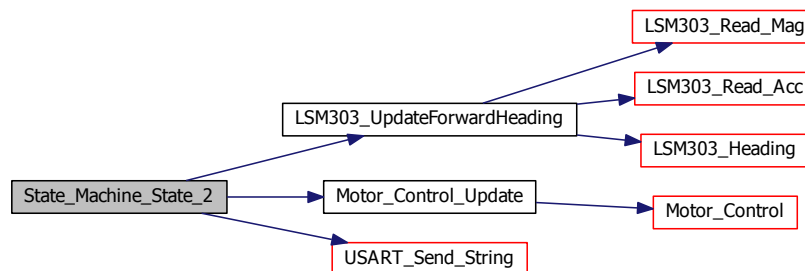 LSM303_Read_Mag
LSM303_Read_Acc
LSM303_UpdateForwardHeading
LSM303_Heading
State_Machine_State_2
Motor_Control_Update
Motor_Control
USART_Send_String